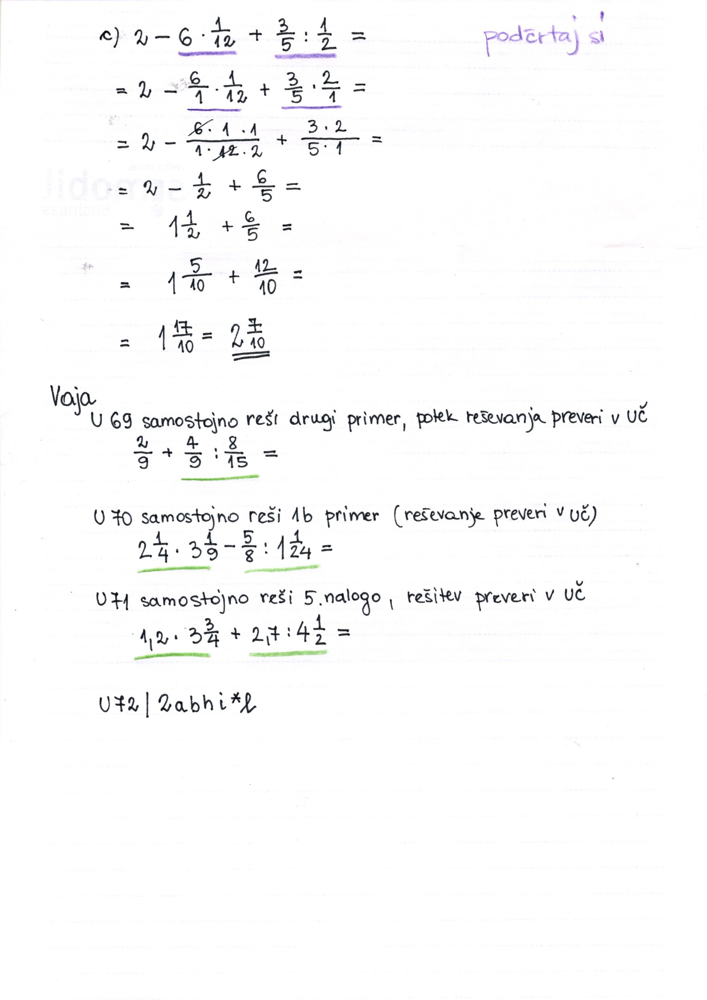 c) 2 - 6 · 1/12 + 3/5 : 1/2 = podčrtaj si
= 2 - 6/1 · 1/12 + 3/5 · 2/1 =
= 2 - (6 · 1 · 1)/(1 · 12 · 2) + (3 · 2)/(5 · 1) =
= 2 - 1/2 + 6/5 =
= 1 1/2 + 6/5 =
= 1 5/10 + 12/10 =
= 1 17/10 = 2 7/10
Vaja
U 69 samostojno reši drugi primer, potek reševanja preveri v UČ
2/9 + 4/9 : 8/15 =
U 70 samostojno reši 1b primer (reševanje preveri v UČ)
2 1/4 · 3 1/9 - 5/8 : 1 1/24 =
U71 samostojno reši 5. nalogo, rešitev preveri v UČ
1,2 · 3 3/4 + 2,7 : 4 1/2 =
U72 | 2abhi*l